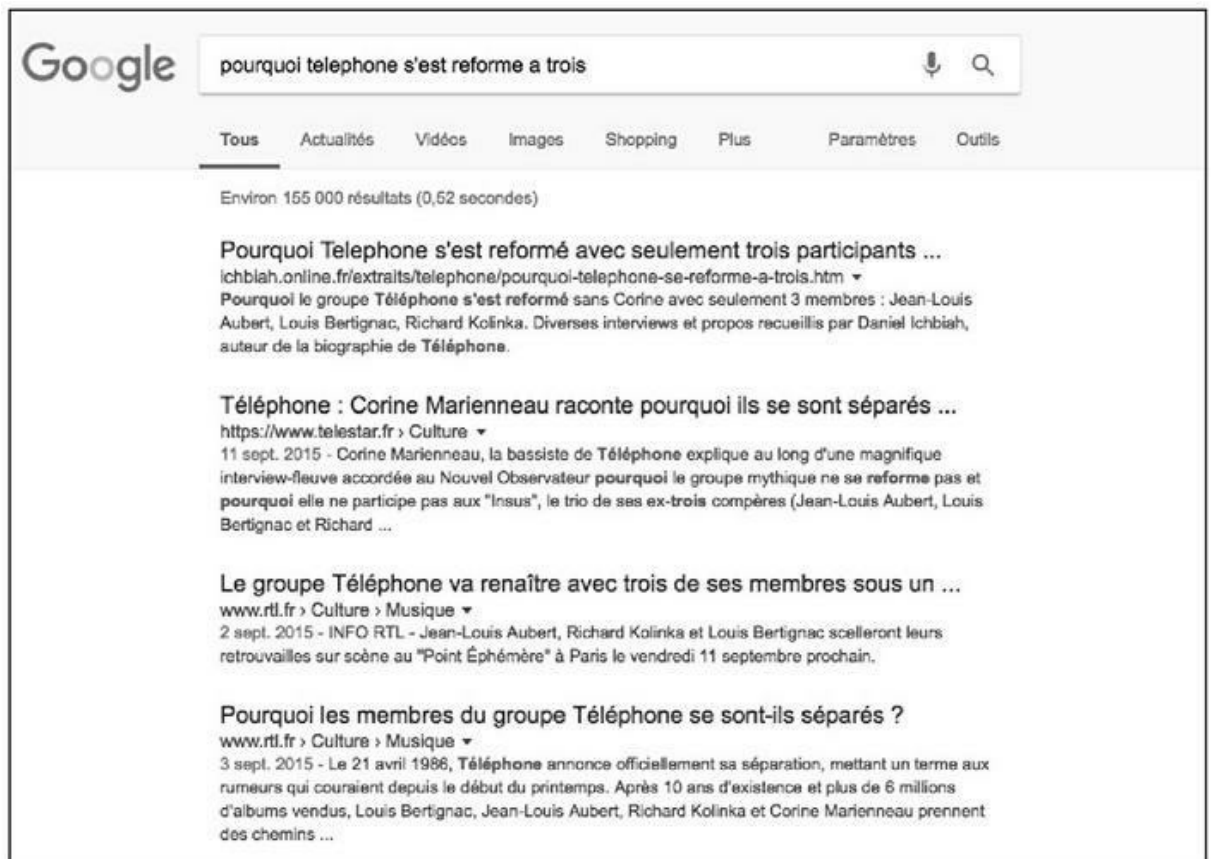 Google
pourquoi telephone s'est reforme a trois
Tous Actualités Vidéos Images Shopping Plus Paramètres Outils
Environ 155 000 résultats (0,52 secondes)
Pourquoi Telephone s'est reformé avec seulement trois participants ...
ichbiah.online.fr/extraits/telephone/pourquoi-telephone-se-reforme-a-trois.htm
Pourquoi le groupe Téléphone s'est reformé sans Corine avec seulement 3 membres : Jean-Louis
Aubert, Louis Bertignac, Richard Kolinka. Diverses interviews et propos recueillis par Daniel Ichbiah,
auteur de la biographie de Téléphone.
Téléphone : Corine Marienneau raconte pourquoi ils se sont séparés ...
https://www.telestar.fr › Culture
11 sept. 2015 - Corine Marienneau, la bassiste de Téléphone explique au long d'une magnifique
interview-fleuve accordée au Nouvel Observateur pourquoi le groupe mythique ne se reforme pas et
pourquoi elle ne participe pas aux "Insus", le trio de ses ex-trois compères (Jean-Louis Aubert, Louis
Bertignac et Richard ...
Le groupe Téléphone va renaître avec trois de ses membres sous un ...
www.rtl.fr › Culture › Musique
2 sept. 2015 - INFO RTL - Jean-Louis Aubert, Richard Kolinka et Louis Bertignac scelleront leurs
retrouvailles sur scène au "Point Éphémère" à Paris le vendredi 11 septembre prochain.
Pourquoi les membres du groupe Téléphone se sont-ils séparés ?
www.rtl.fr › Culture › Musique
3 sept. 2015 - Le 21 avril 1986, Téléphone annonce officiellement sa séparation, mettant un terme aux
rumeurs qui couraient depuis le début du printemps. Après 10 ans d'existence et plus de 6 millions
d'albums vendus, Louis Bertignac, Jean-Louis Aubert, Richard Kolinka et Corine Marienneau prennent
des chemins ...